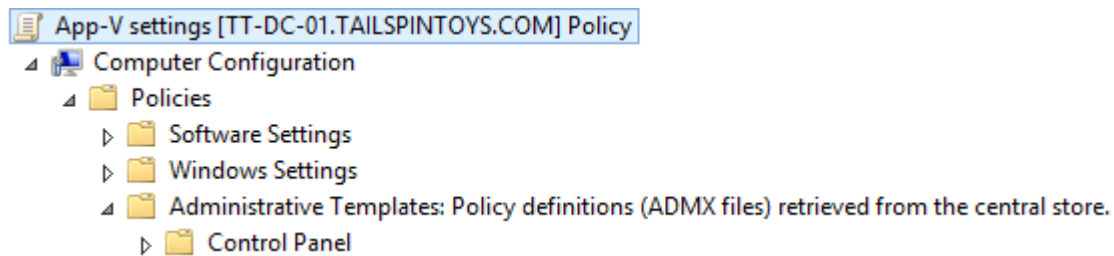 App-V settings [TT-DC-01.TAILSPINTOYS.COM] Policy
Computer Configuration
Policies
Software Settings
Windows Settings
Administrative Templates: Policy definitions (ADMX files) retrieved from the central store.
Control Panel